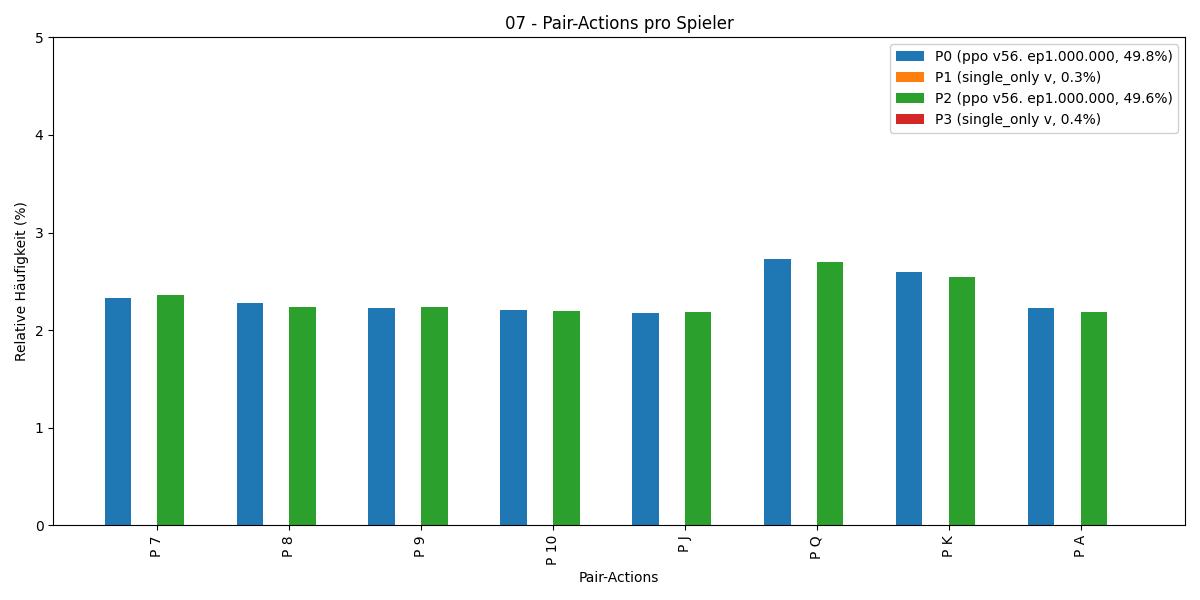 07 - Pair-Actions pro Spieler
P0 (ppo v56. ep1.000.000, 49.8%)
P1 (single_only v, 0.3%)
P2 (ppo v56. ep1.000.000, 49.6%)
P3 (single_only v, 0.4%)
Relative Häufigkeit (%)
5
4
3
2
1
0
P 7
P 8
P 9
P 10
P J
P Q
P K
P A
Pair-Actions